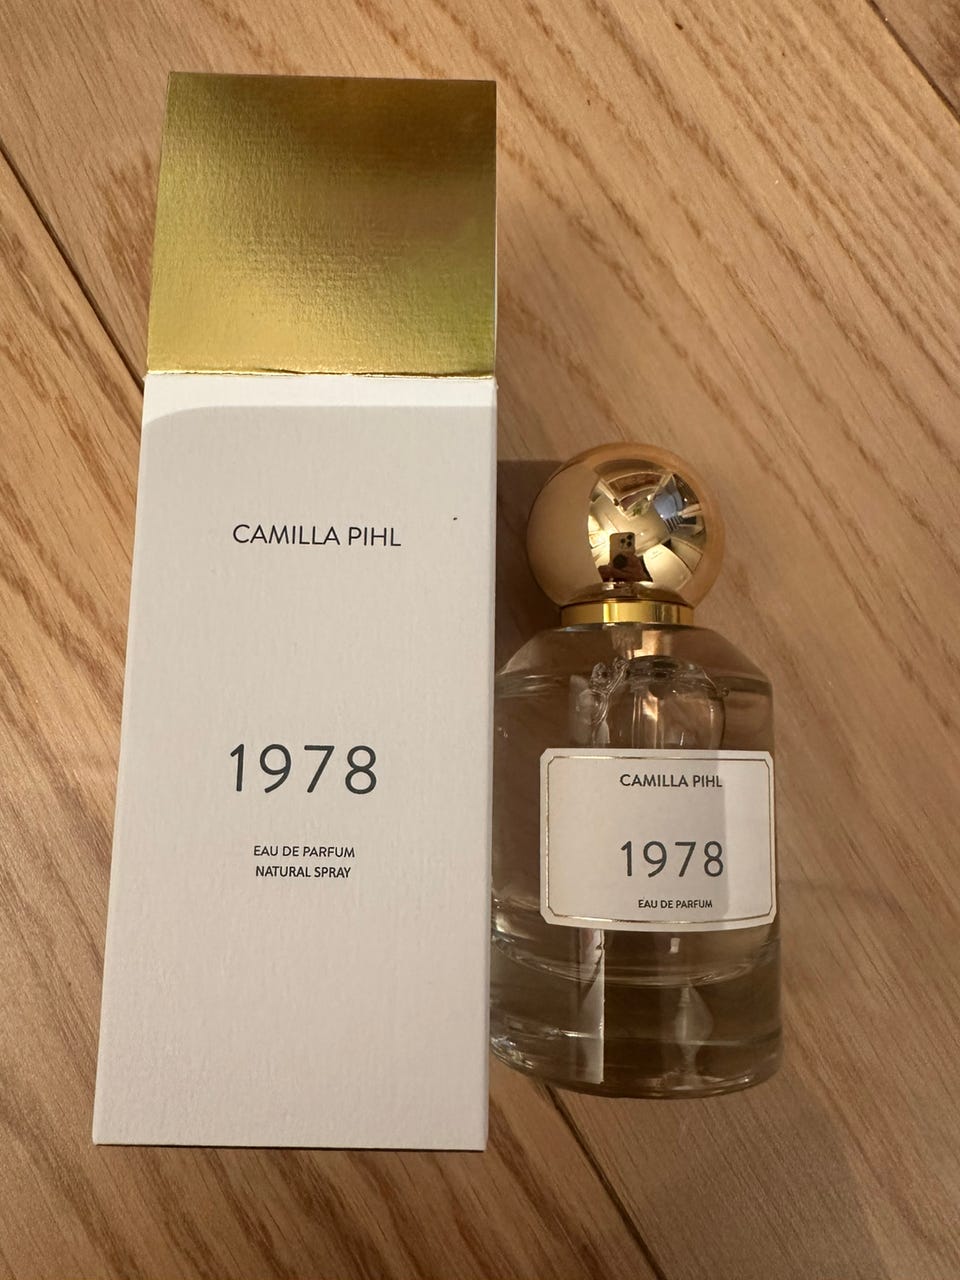 CAMILLA PIHL
1978
EAU DE PARFUM
NATURAL SPRAY
CAMILLA PIHL
1978
EAU DE PARFUM